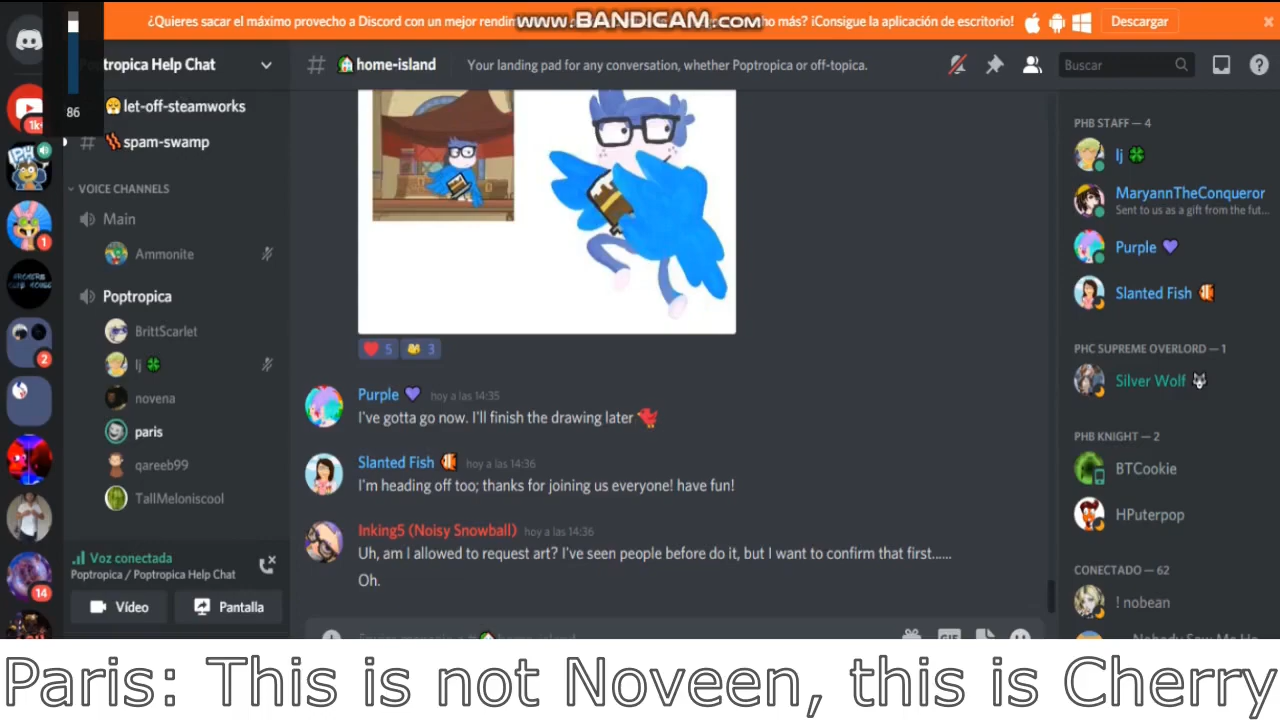 ¿Quieres sacar el máximo provecho a Discord con un mejor rendim
www.BANDICAM.com
ho más? ¡Consigue la aplicación de escritorio!
Descargar
tropica Help Chat
home-island
Your landing pad for any conversation, whether Poptropica or off-topica.
Buscar
1k+
86
let-off-steamworks
spam-swamp
VOICE CHANNELS
Main
Ammonite
Poptropica
BrittScarlet
lj
novena
paris
qareeb99
TallMeloniscool
Voz conectada
Poptropica / Poptropica Help Chat
Vídeo
Pantalla
1
2
14
5
3
Purple hoy a las 14:35
I've gotta go now. I'll finish the drawing later
Slanted Fish hoy a las 14:36
I'm heading off too; thanks for joining us everyone! have fun!
Inking5 (Noisy Snowball) hoy a las 14:36
Uh, am I allowed to request art? I've seen people before do it, but I want to confirm that first......
Oh.
GIF
PHB STAFF — 4
lj
MaryannTheConqueror
Sent to us as a gift from the fut...
Purple
Slanted Fish
PHC SUPREME OVERLORD — 1
Silver Wolf
PHB KNIGHT — 2
BTCookie
HPuterpop
CONECTADO — 62
! nobean
Paris: This is not Noveen, this is Cherry